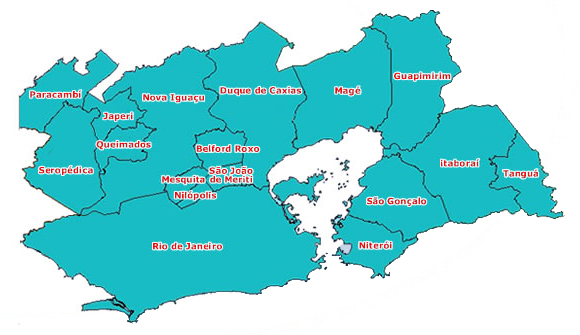 Guapimirim
Paracambí
Nova Iguaçu
Duque de Caxias
Magé
Japeri
Queimados
Belford Roxo
itaboraí
Seropédica
São João
de Meriti
Mesquita
Tanguá
Nilópolis
São Gonçalo
Rio de Janeiro
Niterói